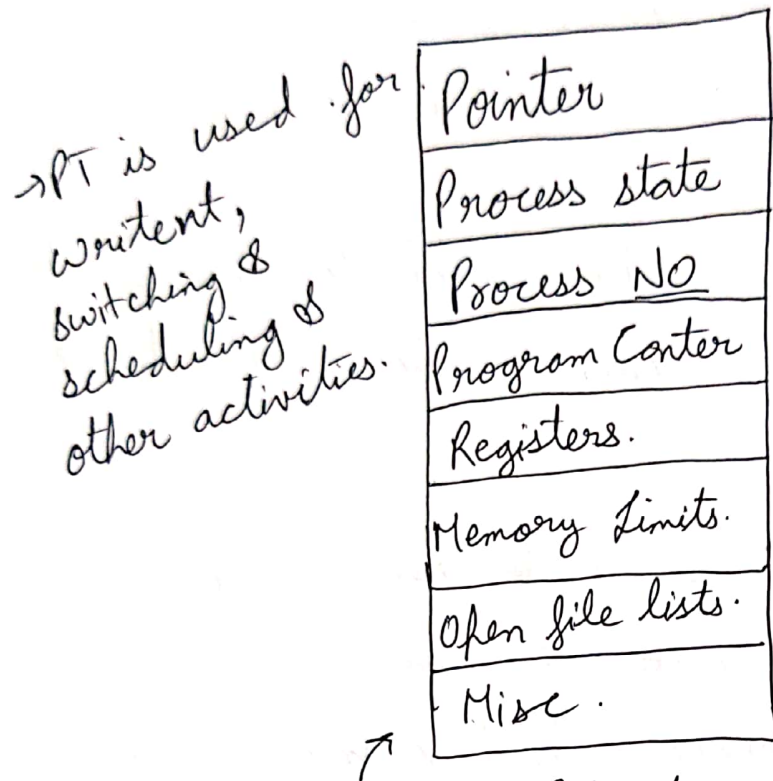 →PT is used for
writent,
switching &
scheduling &
other activities.
Pointer
Process state
Process NO
Program Conter
Registers.
Memory Limits.
Open file lists.
Misc.